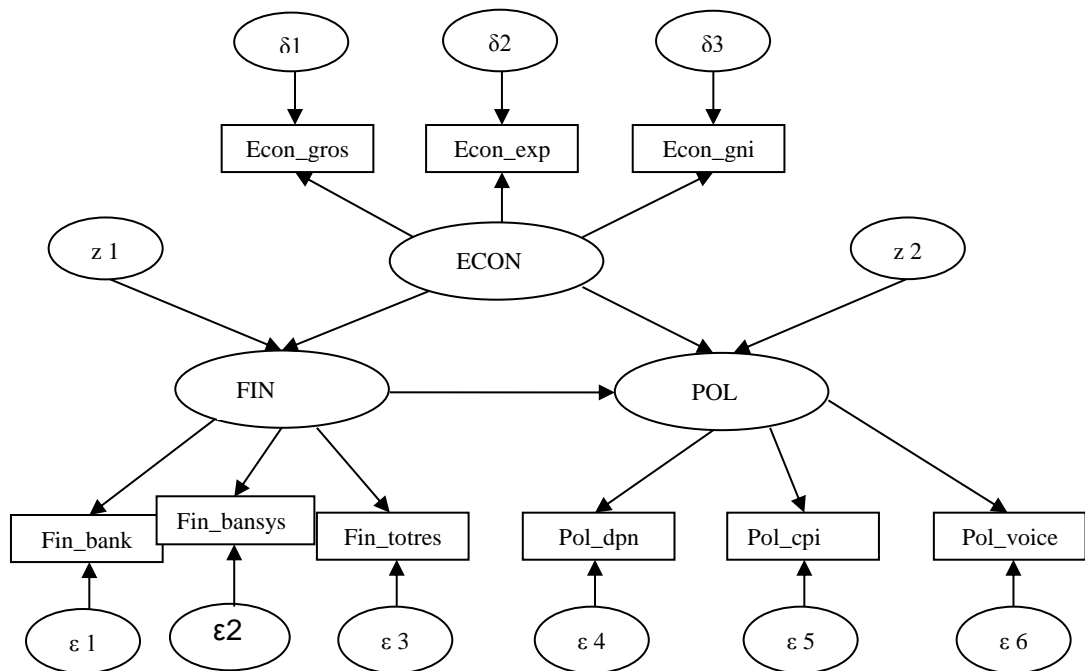 δ1
δ2
δ3
Econ_gros
Econ_exp
Econ_gni
z 1
ECON
z 2
FIN
POL
Fin_bank
Fin_bansys
Fin_totres
Pol_dpn
Pol_cpi
Pol_voice
ε 1
ε2
ε 3
ε 4
ε 5
ε 6